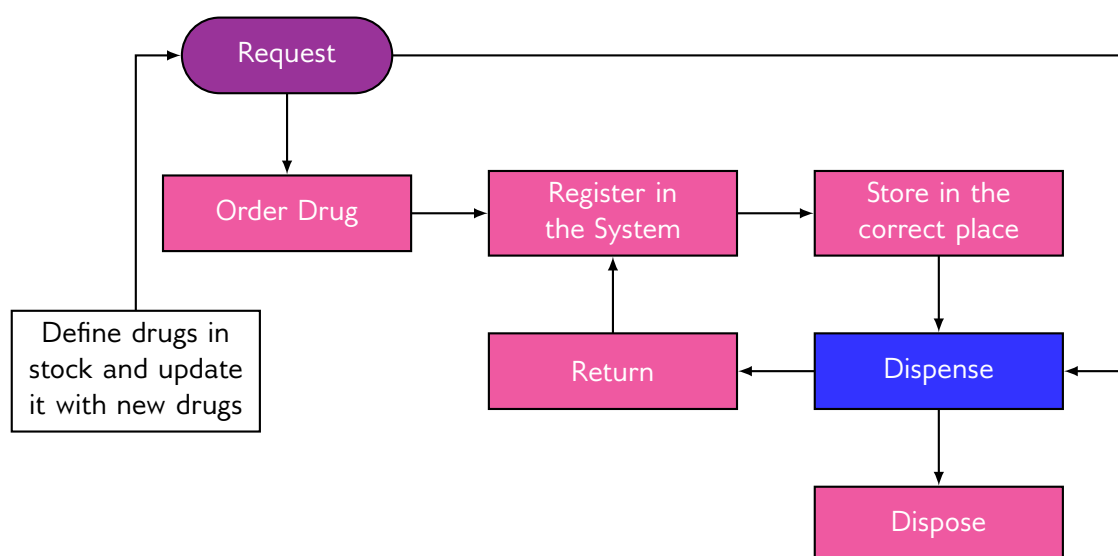 Request
Order Drug
Register in
the System
Store in the
correct place
Define drugs in
stock and update
it with new drugs
Return
Dispense
Dispose